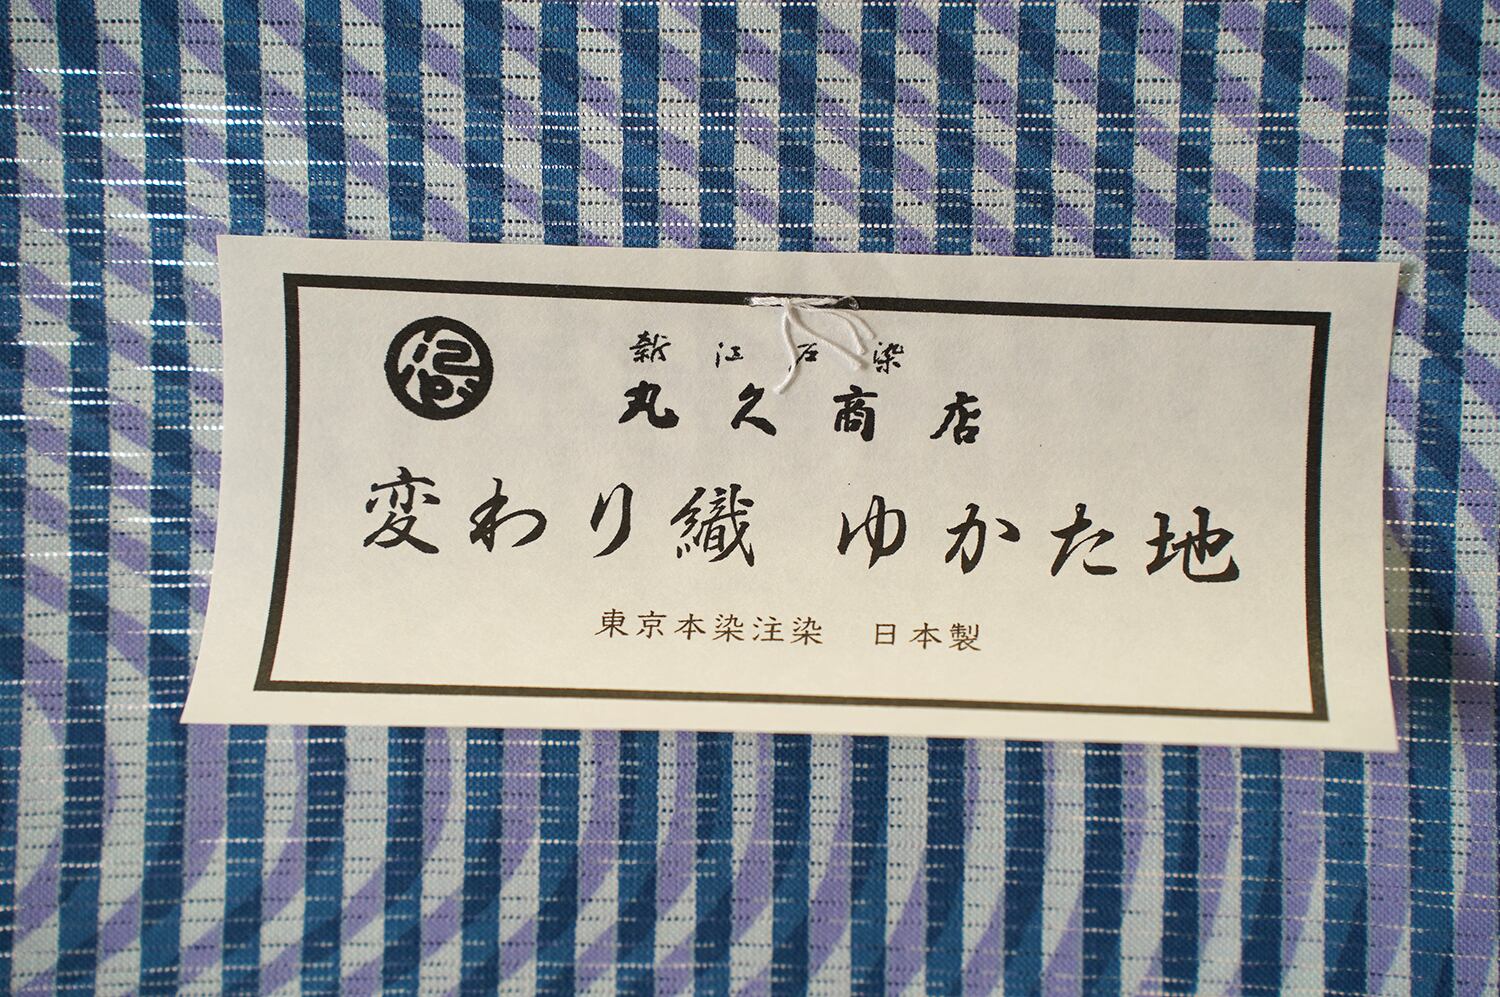 新江戸染
丸久商店
変わり織 ゆかた地
東京本染注染 日本製